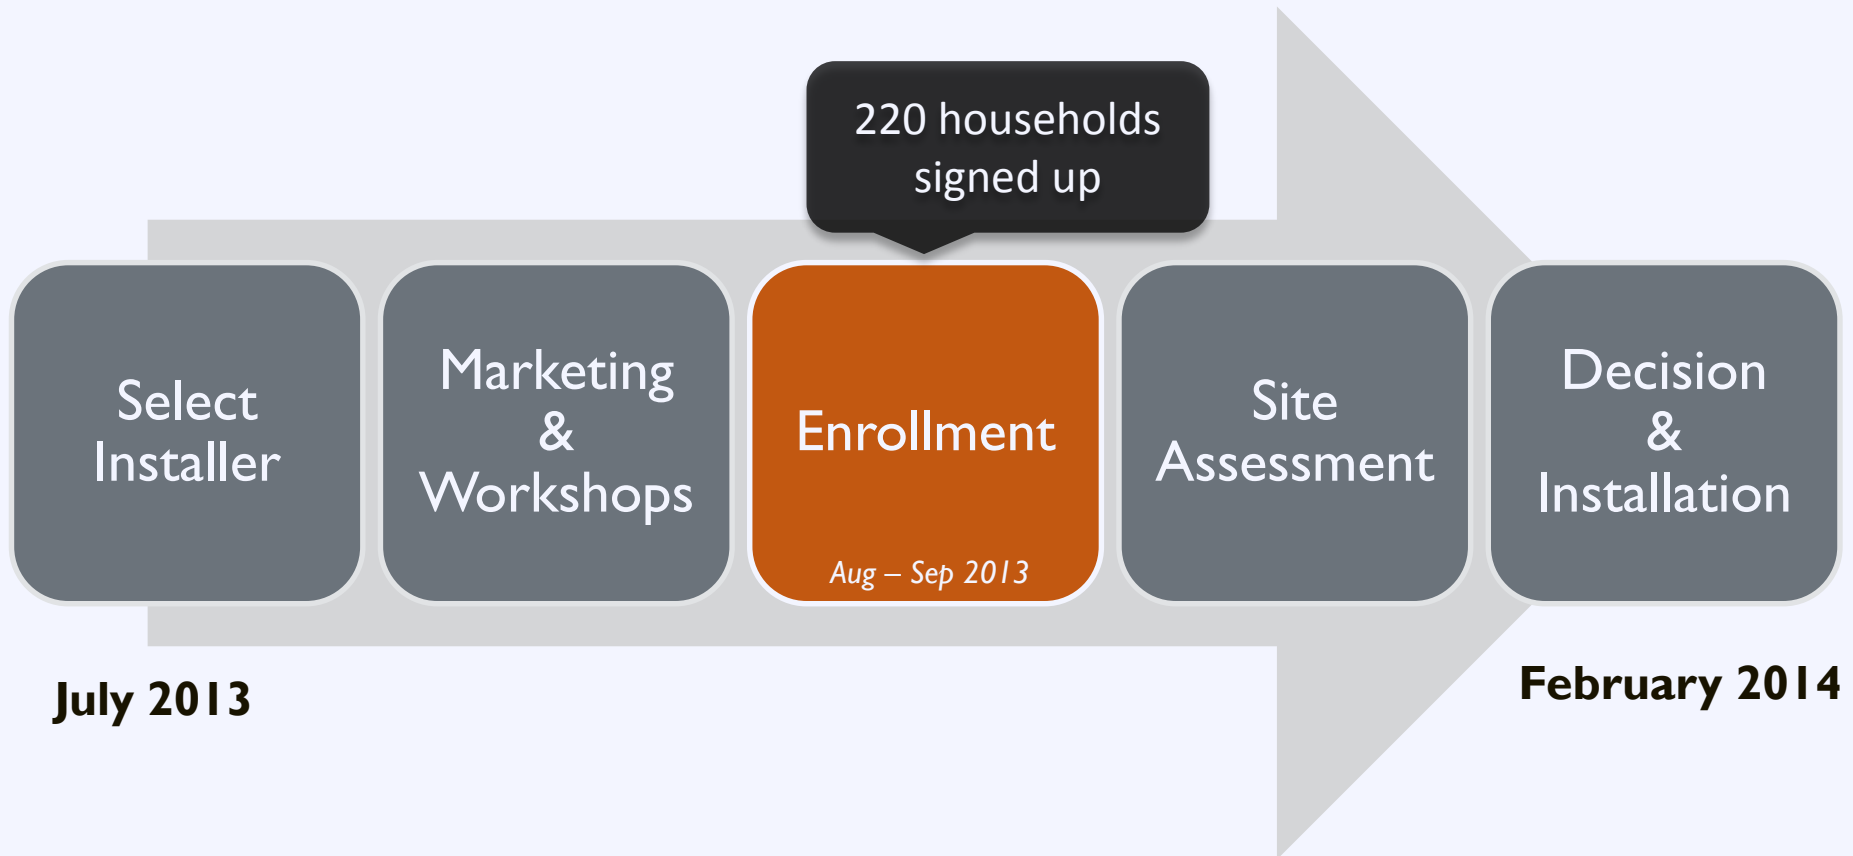 220 households
signed up
Select
Installer
Marketing
&
Workshops
Enrollment
Aug – Sep 2013
Site
Assessment
Decision
&
Installation
July 2013
February 2014